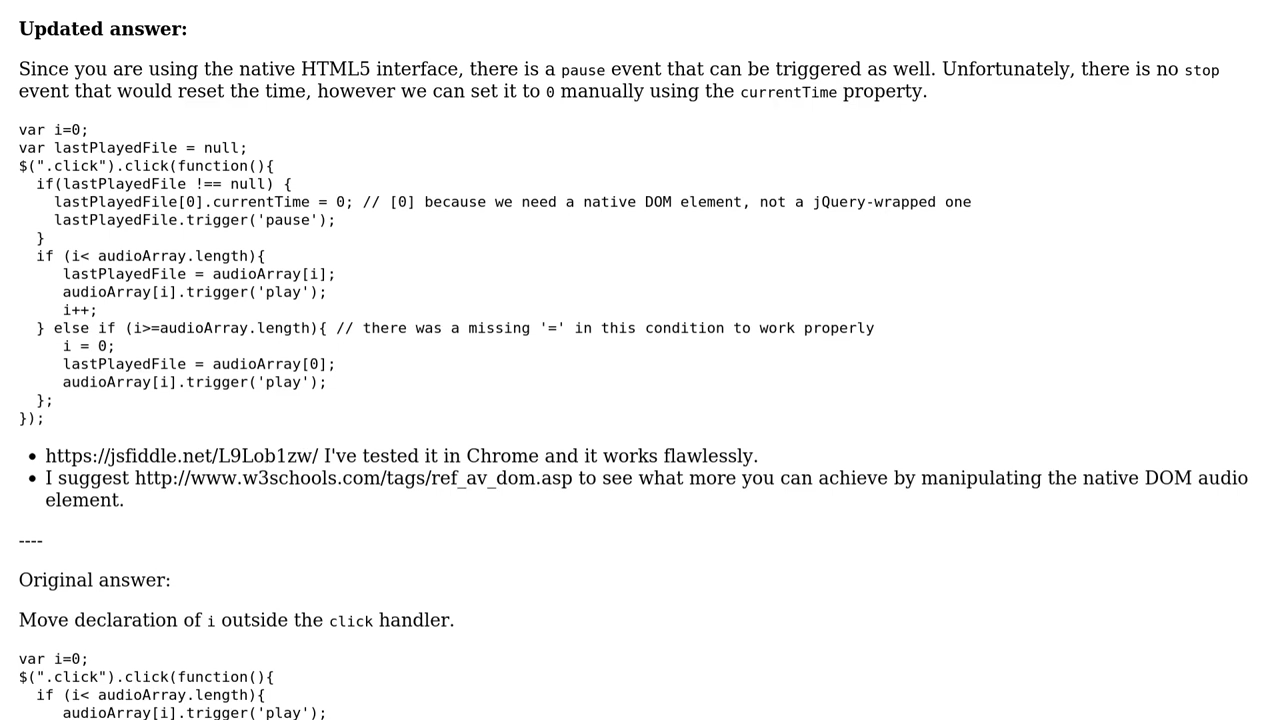 Updated answer:
Since you are using the native HTML5 interface, there is a pause event that can be triggered as well. Unfortunately, there is no stop
event that would reset the time, however we can set it to 0 manually using the currentTime property.
var i=0;
var lastPlayedFile = null;
$(".click").click(function(){
  if(lastPlayedFile !== null) {
    lastPlayedFile[0].currentTime = 0; // [0] because we need a native DOM element, not a jQuery-wrapped one
    lastPlayedFile.trigger('pause');
  }
  if (i< audioArray.length){
     lastPlayedFile = audioArray[i];
     audioArray[i].trigger('play');
     i++;
  } else if (i>=audioArray.length){ // there was a missing '=' in this condition to work properly
     i = 0;
     lastPlayedFile = audioArray[0];
     audioArray[i].trigger('play');
  };
});
• https://jsfiddle.net/L9Lob1zw/ I've tested it in Chrome and it works flawlessly.
• I suggest http://www.w3schools.com/tags/ref_av_dom.asp to see what more you can achieve by manipulating the native DOM audio
element.
----
Original answer:
Move declaration of i outside the click handler.
var i=0;
$(".click").click(function(){
  if (i< audioArray.length){
     audioArray[i].trigger('play');